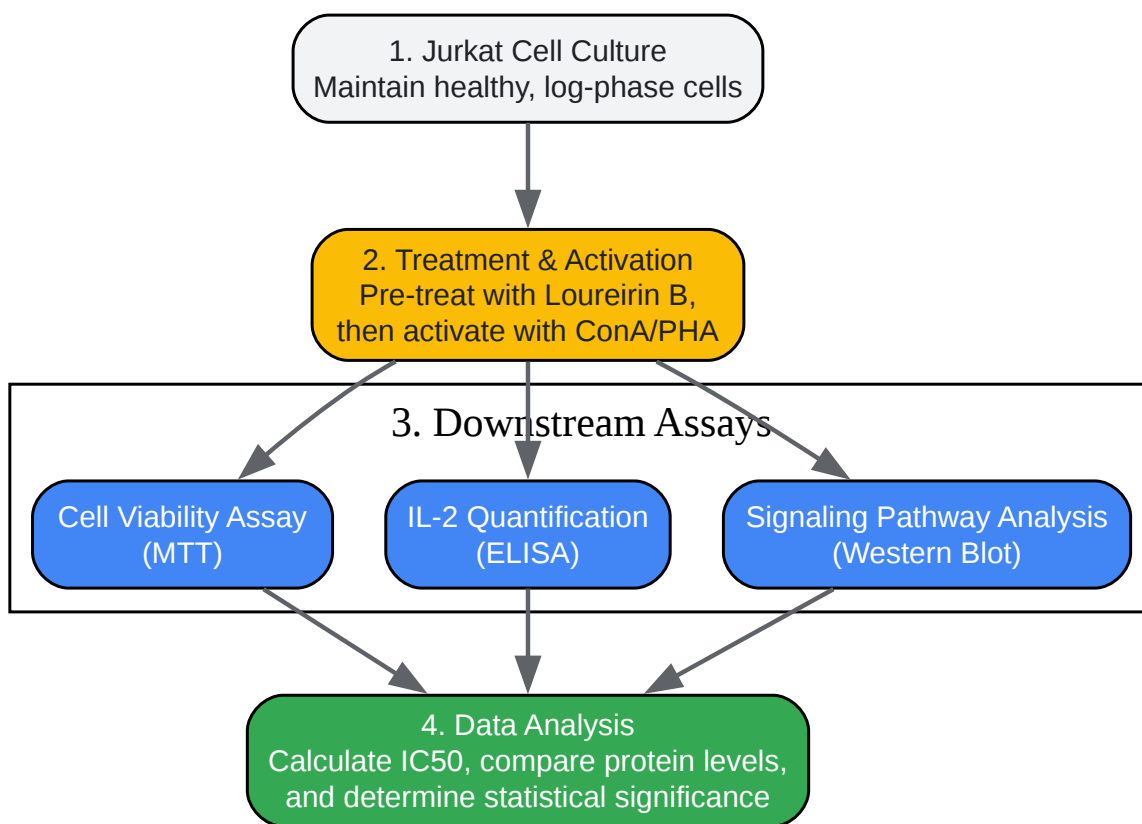 1. Jurkat Cell Culture
Maintain healthy, log-phase cells
2. Treatment & Activation
Pre-treat with Loureirin B,
then activate with ConA/PHA
3. Downstream Assays
Cell Viability Assay
(MTT)
IL-2 Quantification
(ELISA)
Signaling Pathway Analysis
(Western Blot)
4. Data Analysis
Calculate IC50, compare protein levels,
and determine statistical significance